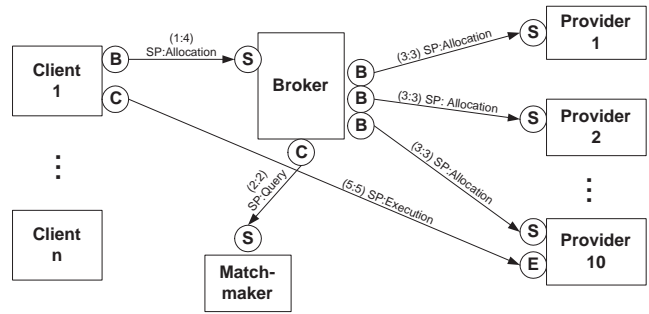 (1:4)
SP:Allocation
Client
1
B
C
S
Broker
B
B
B
C
(3:3) SP:Allocation
S
Provider
1
(3:3) SP: Allocation
S
Provider
2
(3:3) SP:Allocation
(2:2)
SP:Query
(5:5) SP:Execution
⋮
⋮
Client
n
S
Match-
maker
S
E
Provider
10